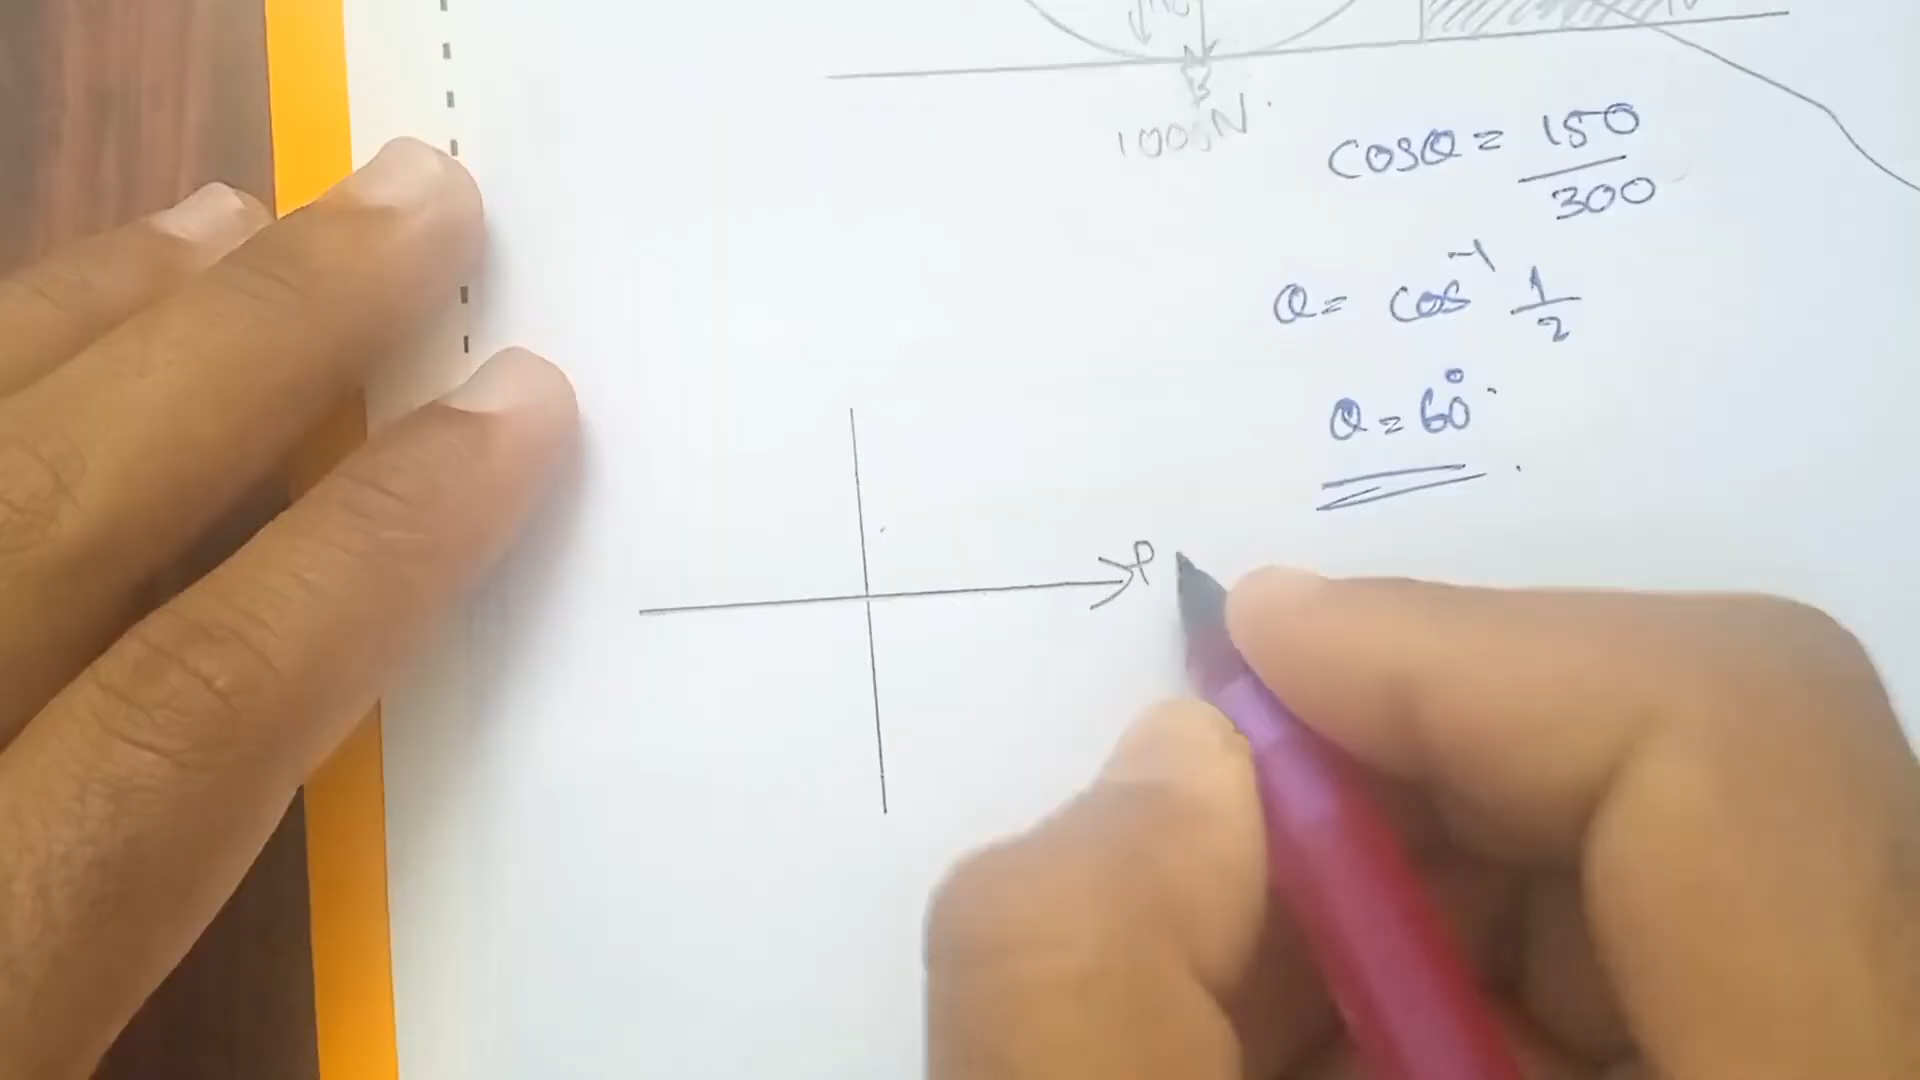 1000N
cosθ = 150/300
θ = cos⁻¹ 1/2
θ = 60°
P